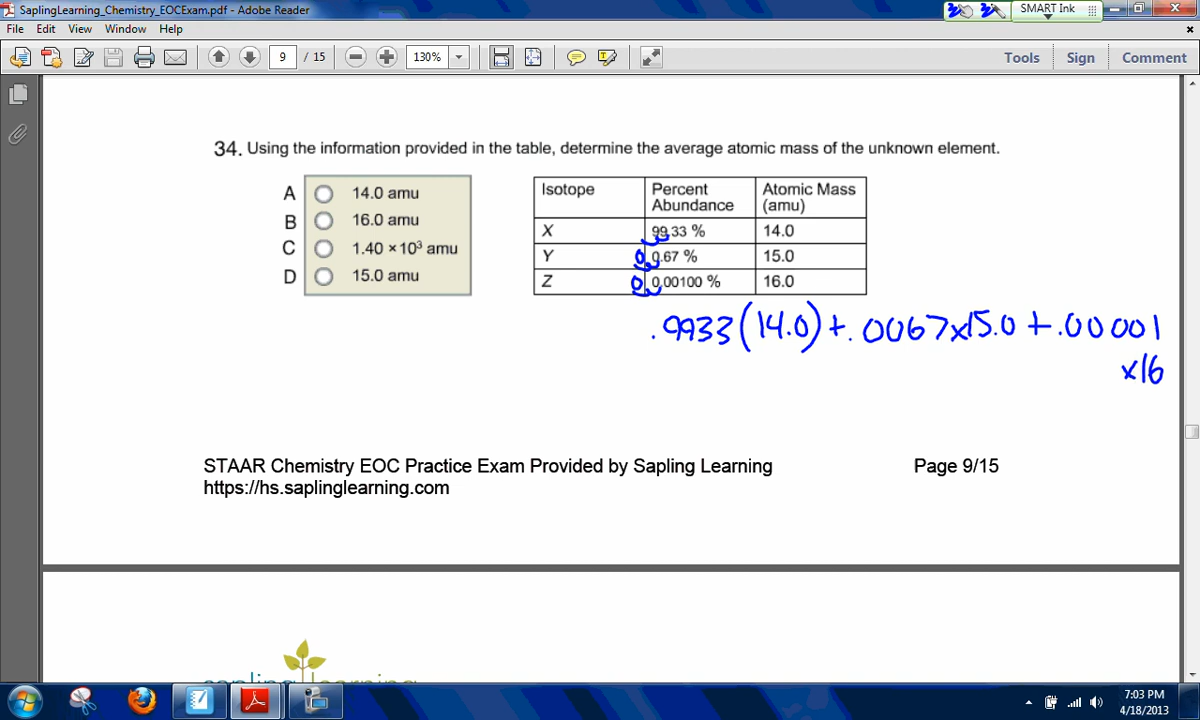 SaplingLearning_Chemistry_EOCExam.pdf - Adobe Reader
SMART Ink
File Edit View Window Help
9 / 15
130%
Tools Sign Comment
34. Using the information provided in the table, determine the average atomic mass of the unknown element.
A 14.0 amu
B 16.0 amu
C 1.40 × 10³ amu
D 15.0 amu
Isotope Percent Abundance Atomic Mass (amu)
X 99.33 % 14.0
Y 0 0.67 % 15.0
Z 0 0.00100 % 16.0
.9933(14.0)+.0067x15.0+.00001
x16
STAAR Chemistry EOC Practice Exam Provided by Sapling Learning Page 9/15
https://hs.saplinglearning.com
7:03 PM
4/18/2013